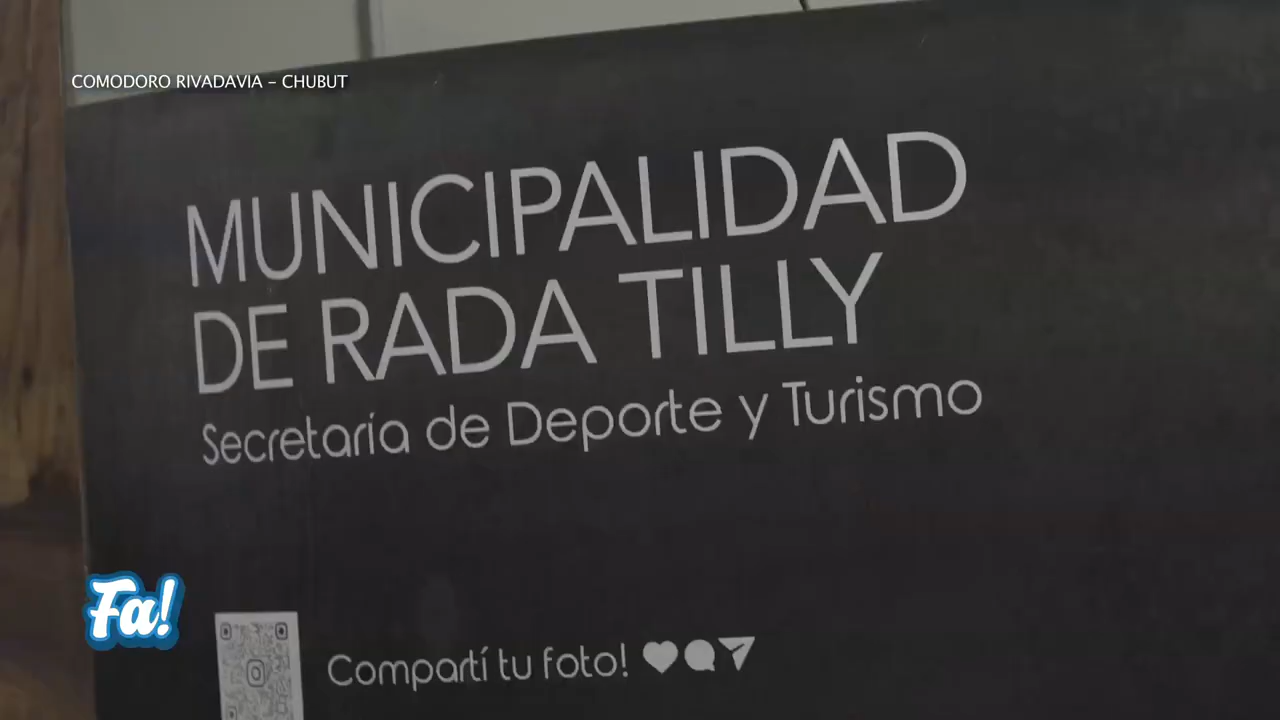 COMODORO RIVADAVIA – CHUBUT
MUNICIPALIDAD
DE RADA TILLY
Secretaría de Deporte y Turismo
Fa!
Compartí tu foto!